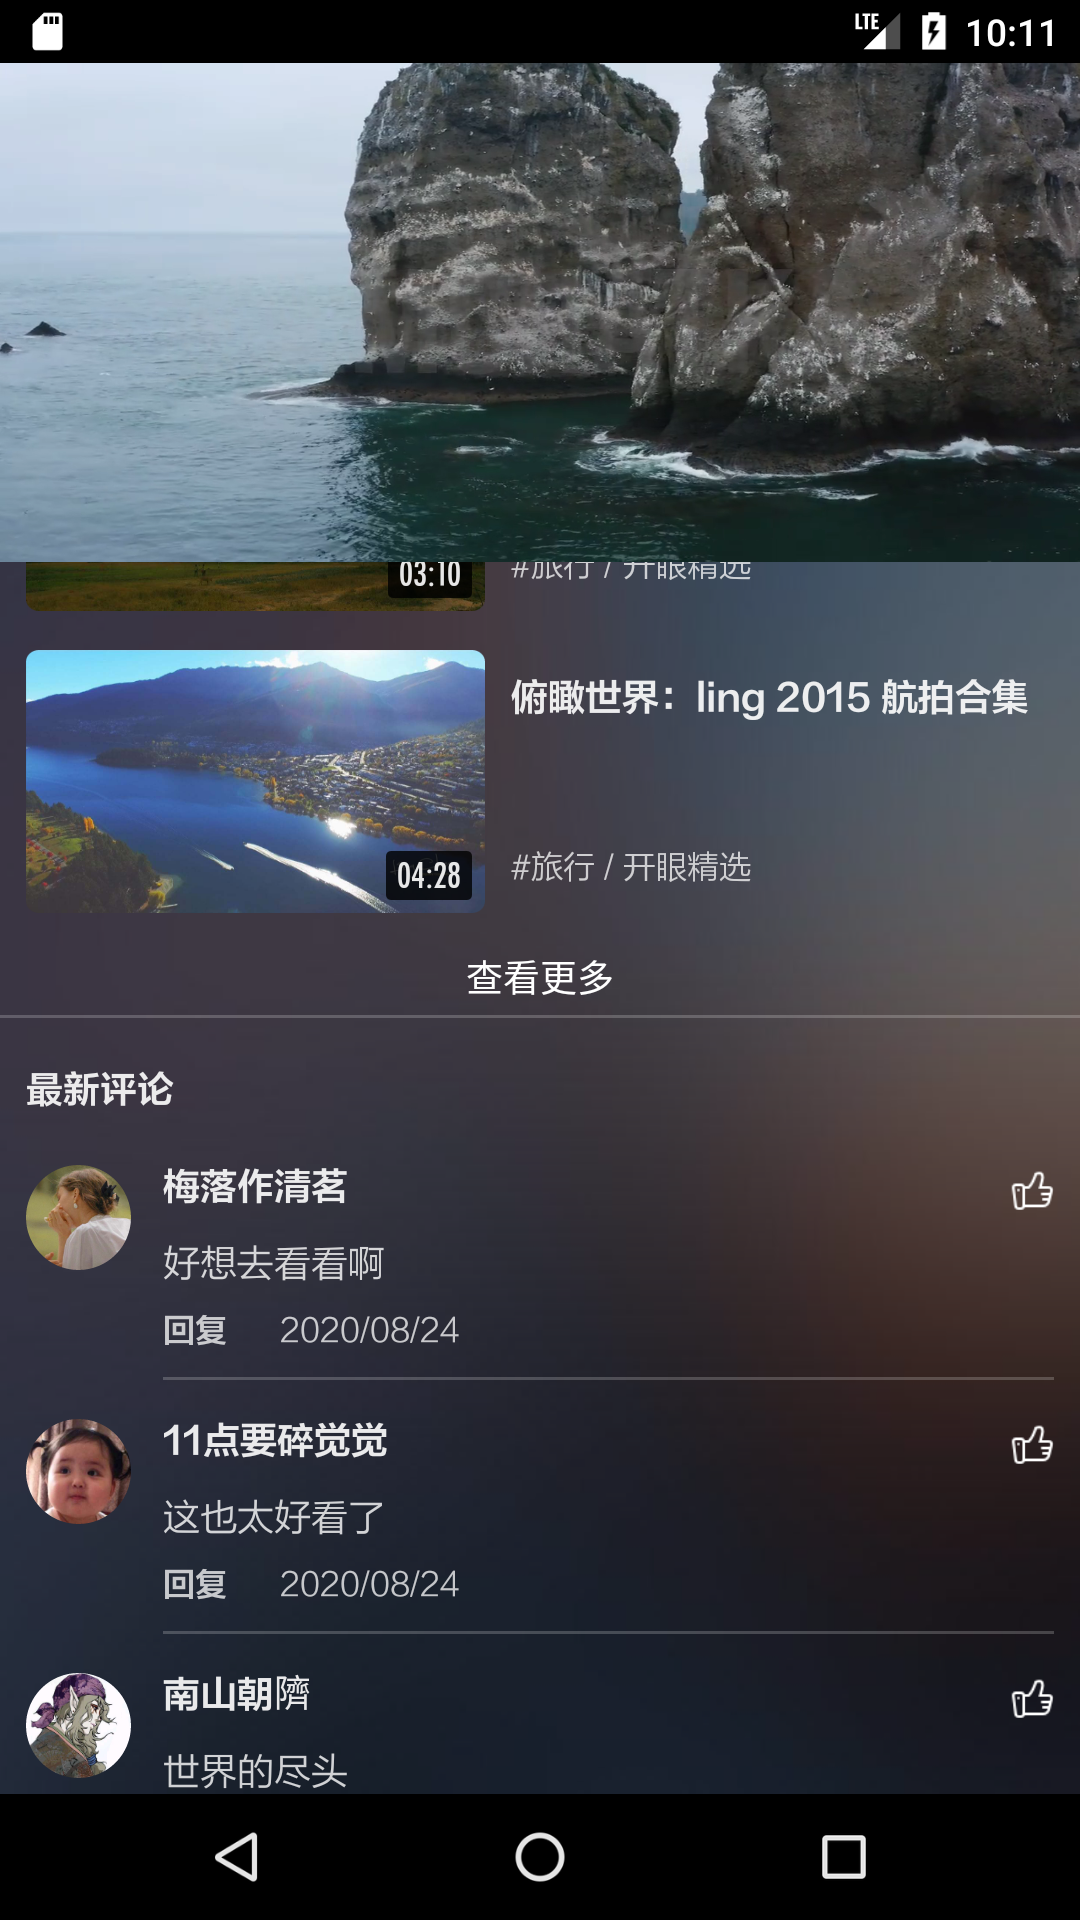 LTE
10:11
03:10
#旅行 / 开眼精选
俯瞰世界：ling 2015 航拍合集
04:28
#旅行 / 开眼精选
查看更多
最新评论
梅落作清茗
好想去看看啊
回复 2020/08/24
11点要碎觉觉
这也太好看了
回复 2020/08/24
南山朝隮
世界的尽头